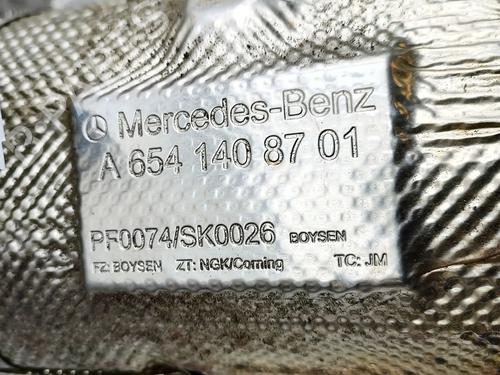 Mercedes-Benz
A 654 140 87 01
PF0074/SK0026 BOYSEN
FZ: BOYSEN ZT: NGK/Corning TC: JM